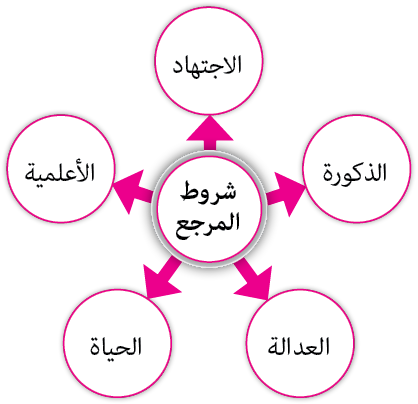 شروط
المرجع
الاجتهاد
الذكورة
العدالة
الحياة
الأعلمية